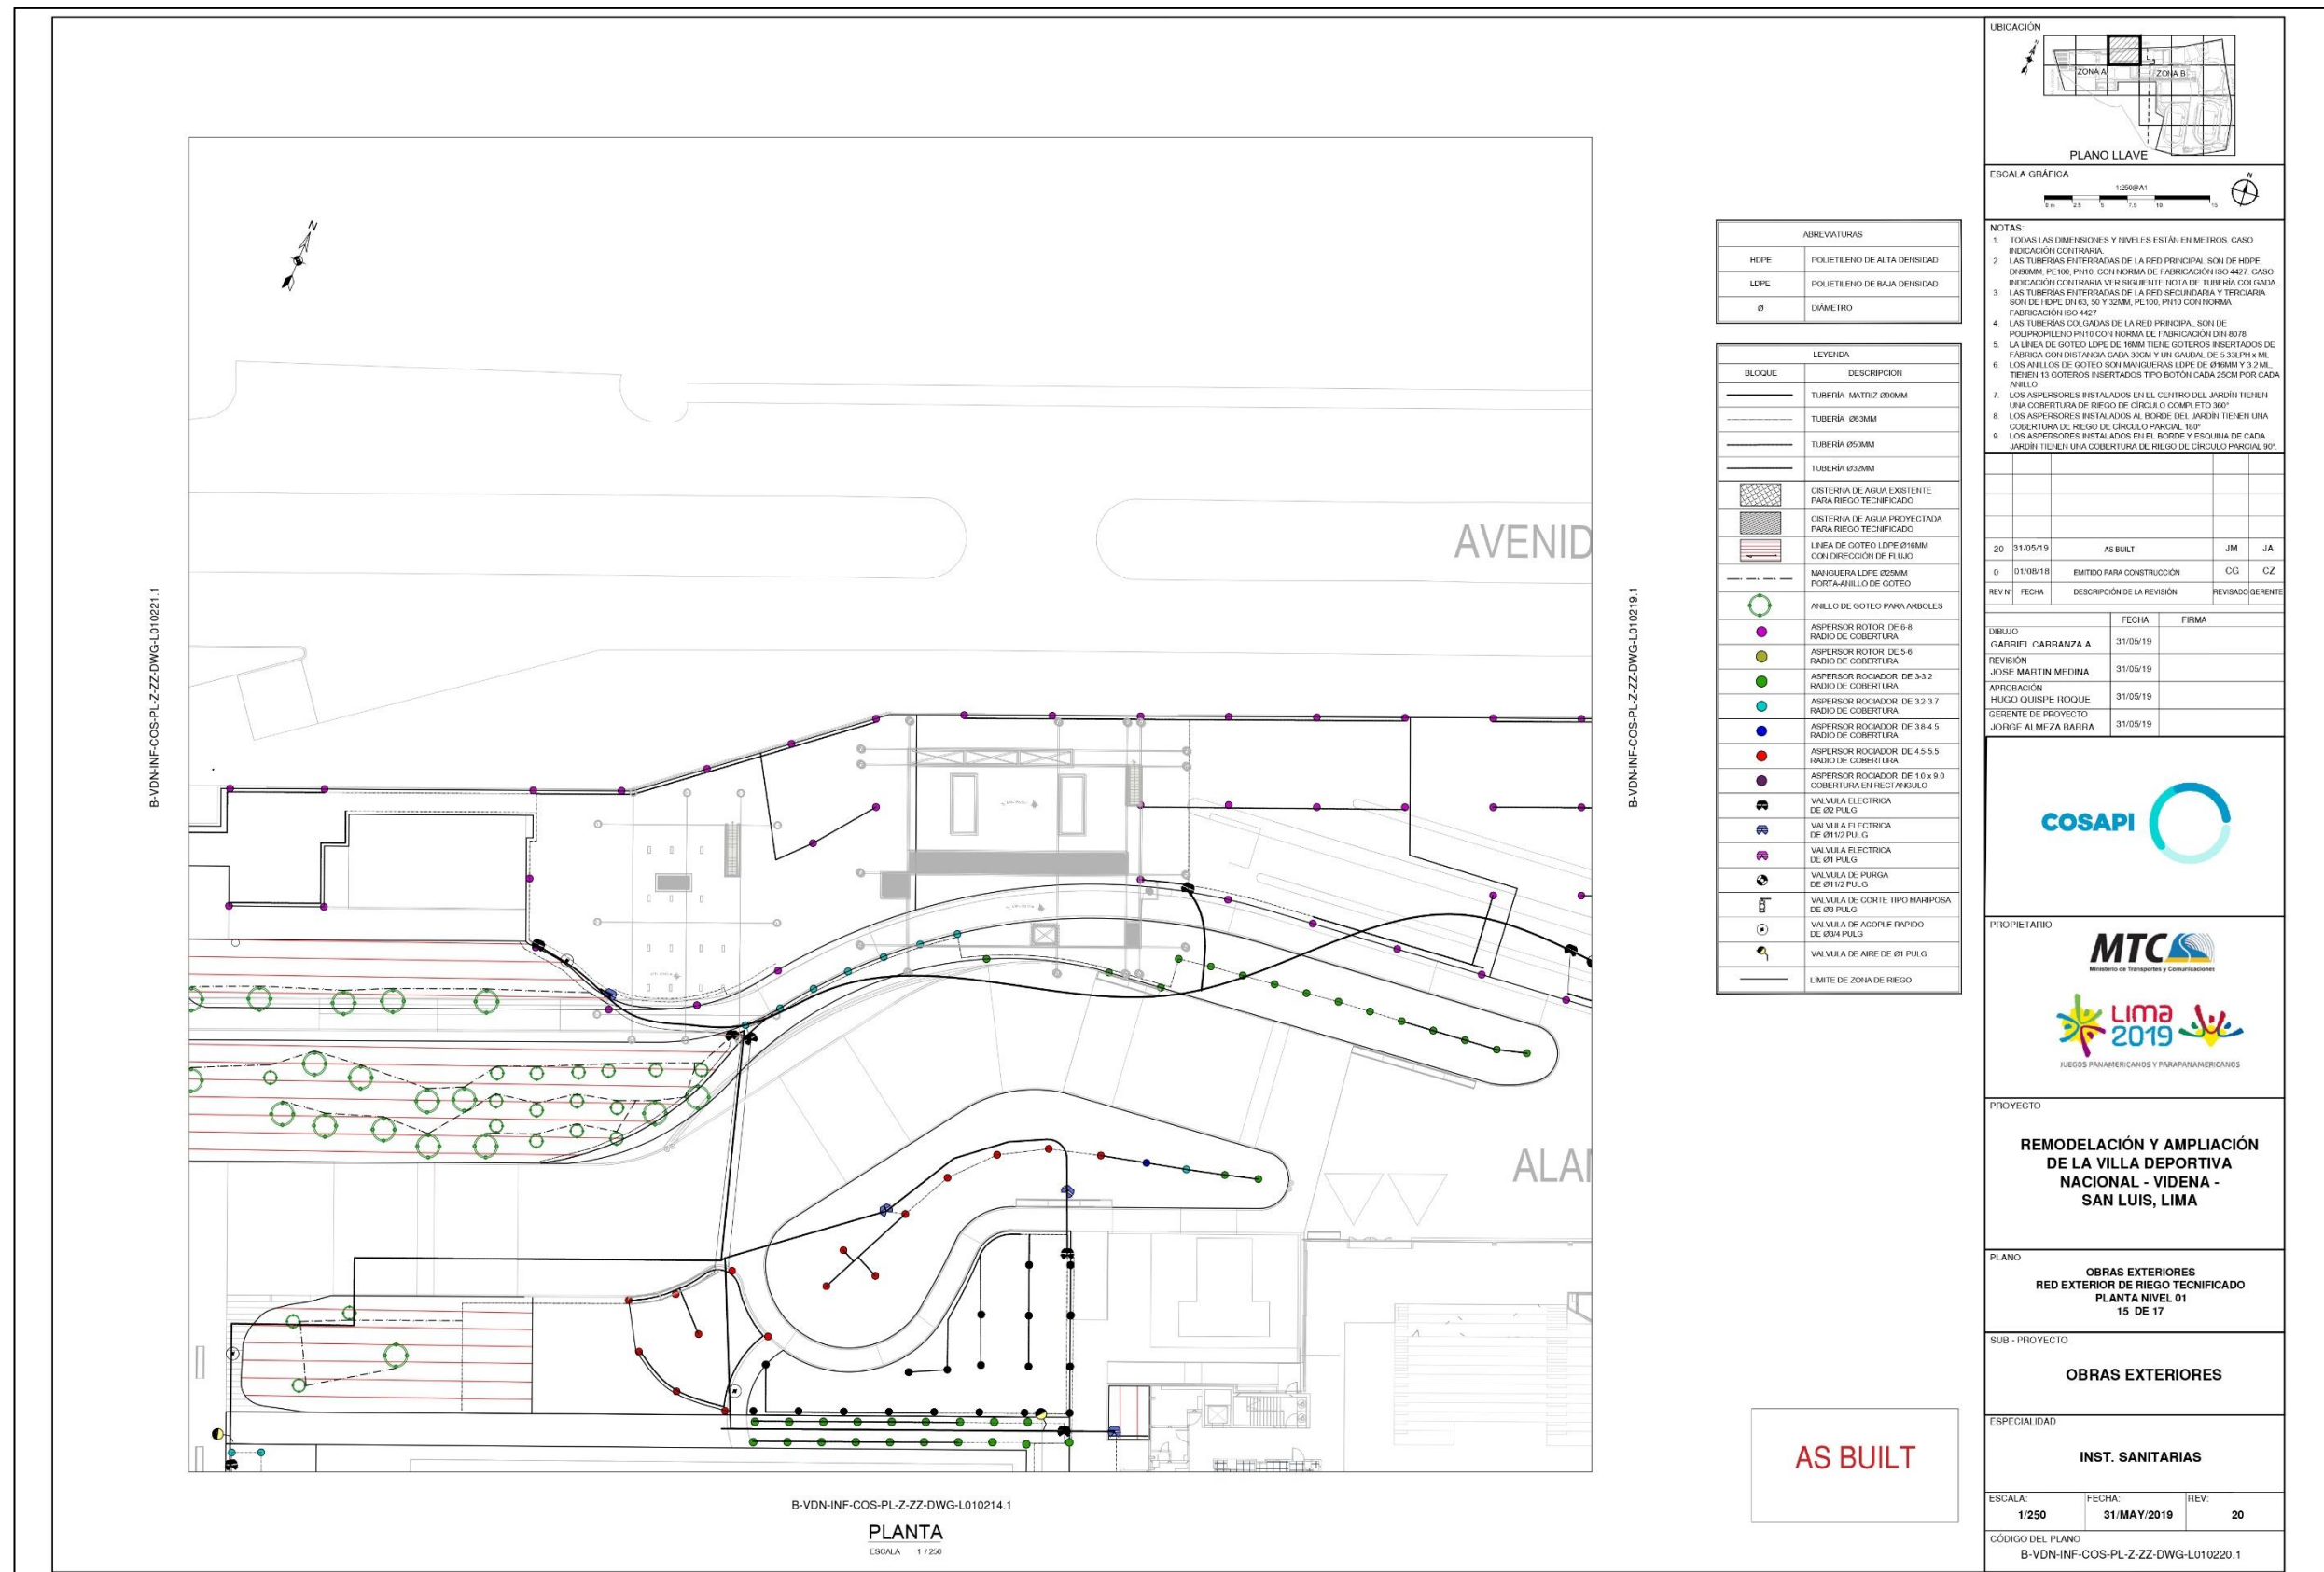 UBICACIÓN
ZONA A
ZONA B
PLANO LLAVE
ESCALA GRÁFICA
1:250@A1
0 m 2.5 5 7.5 10 15
N
NOTAS:
1. TODAS LAS DIMENSIONES Y NIVELES ESTÁN EN METROS, CASO
INDICACIÓN CONTRARIA.
2. LAS TUBERÍAS ENTERRADAS DE LA RED PRINCIPAL SON DE HDPE,
DN90MM, PE100, PN10, CON NORMA DE FABRICACIÓN ISO 4427. CASO
INDICACIÓN CONTRARIA VER SIGUIENTE NOTA DE TUBERÍA COLGADA.
3. LAS TUBERÍAS ENTERRADAS DE LA RED SECUNDARIA Y TERCIARIA
SON DE HDPE DN 63, 50 Y 32MM, PE100, PN10 CON NORMA
FABRICACIÓN ISO 4427
4. LAS TUBERÍAS COLGADAS DE LA RED PRINCIPAL SON DE
POLIPROPILENO PN10 CON NORMA DE FABRICACIÓN DIN 8078
5. LA LÍNEA DE GOTEO LDPE DE 16MM TIENE GOTEROS INSERTADOS DE
FÁBRICA CON DISTANCIA CADA 30CM Y UN CAUDAL DE 5.33LPH x ML
6. LOS ANILLOS DE GOTEO SON MANGUERAS LDPE DE Ø16MM Y 3.2 ML,
TIENEN 13 GOTEROS INSERTADOS TIPO BOTÓN CADA 25CM POR CADA
ANILLO
7. LOS ASPERSORES INSTALADOS EN EL CENTRO DEL JARDÍN TIENEN
UNA COBERTURA DE RIEGO DE CÍRCULO COMPLETO 360°
8. LOS ASPERSORES INSTALADOS AL BORDE DEL JARDÍN TIENEN UNA
COBERTURA DE RIEGO DE CÍRCULO PARCIAL 180°
9. LOS ASPERSORES INSTALADOS EN EL BORDE Y ESQUINA DE CADA
JARDÍN TIENEN UNA COBERTURA DE RIEGO DE CÍRCULO PARCIAL 90°.
20 31/05/19 AS BUILT JM JA
0 01/08/18 EMITIDO PARA CONSTRUCCIÓN CG CZ
REV N° FECHA DESCRIPCIÓN DE LA REVISIÓN REVISADO GERENTE
FECHA FIRMA
DIBUJO
GABRIEL CARRANZA A. 31/05/19
REVISIÓN
JOSE MARTIN MEDINA 31/05/19
APROBACIÓN
HUGO QUISPE ROQUE 31/05/19
GERENTE DE PROYECTO
JORGE ALMEZA BARRA 31/05/19
COSAPI
PROPIETARIO
MTC
Ministerio de Transportes y Comunicaciones
LIMA
2019
JUEGOS PANAMERICANOS Y PARAPANAMERICANOS
PROYECTO
REMODELACIÓN Y AMPLIACIÓN
DE LA VILLA DEPORTIVA
NACIONAL - VIDENA -
SAN LUIS, LIMA
PLANO
OBRAS EXTERIORES
RED EXTERIOR DE RIEGO TECNIFICADO
PLANTA NIVEL 01
15 DE 17
SUB - PROYECTO
OBRAS EXTERIORES
ESPECIALIDAD
INST. SANITARIAS
ESCALA: FECHA: REV:
1/250 31/MAY/2019 20
CÓDIGO DEL PLANO
B-VDN-INF-COS-PL-Z-ZZ-DWG-L010220.1
ABREVIATURAS
HDPE POLIETILENO DE ALTA DENSIDAD
LDPE POLIETILENO DE BAJA DENSIDAD
Ø DIÁMETRO
LEYENDA
BLOQUE DESCRIPCIÓN
TUBERÍA MATRIZ Ø90MM
TUBERÍA Ø63MM
TUBERÍA Ø50MM
TUBERÍA Ø32MM
CISTERNA DE AGUA EXISTENTE
PARA RIEGO TECNIFICADO
CISTERNA DE AGUA PROYECTADA
PARA RIEGO TECNIFICADO
LINEA DE GOTEO LDPE Ø16MM
CON DIRECCIÓN DE FLUJO
MANGUERA LDPE Ø25MM
PORTA-ANILLO DE GOTEO
ANILLO DE GOTEO PARA ARBOLES
ASPERSOR ROTOR DE 6-8
RADIO DE COBERTURA
ASPERSOR ROTOR DE 5-6
RADIO DE COBERTURA
ASPERSOR ROCIADOR DE 3-3.2
RADIO DE COBERTURA
ASPERSOR ROCIADOR DE 3.2-3.7
RADIO DE COBERTURA
ASPERSOR ROCIADOR DE 3.8-4.5
RADIO DE COBERTURA
ASPERSOR ROCIADOR DE 4.5-5.5
RADIO DE COBERTURA
ASPERSOR ROCIADOR DE 1.0 x 9.0
COBERTURA EN RECTANGULO
VALVULA ELECTRICA
DE Ø2 PULG
VALVULA ELECTRICA
DE Ø11/2 PULG
VALVULA ELECTRICA
DE Ø1 PULG
VALVULA DE PURGA
DE Ø11/2 PULG
VALVULA DE CORTE TIPO MARIPOSA
DE Ø3 PULG
VALVULA DE ACOPLE RAPIDO
DE Ø3/4 PULG
VALVULA DE AIRE DE Ø1 PULG
LÍMITE DE ZONA DE RIEGO
AS BUILT
N
AVENID
ALAI
B-VDN-INF-COS-PL-Z-ZZ-DWG-L010221.1
B-VDN-INF-COS-PL-Z-ZZ-DWG-L010219.1
B-VDN-INF-COS-PL-Z-ZZ-DWG-L010214.1
PLANTA
ESCALA 1 / 250